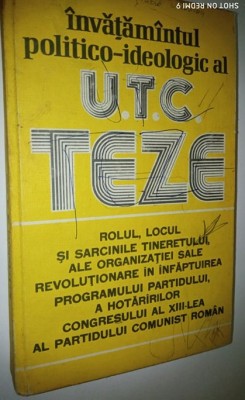 SHOT ON REDMI 9
învăţămîntul
politico-ideologic al
U.T.C.
TEZE
ROLUL, LOCUL
ŞI SARCINILE TINERETULUI,
ALE ORGANIZAŢIEI SALE
REVOLUŢIONARE ÎN ÎNFĂPTUIREA
PROGRAMULUI PARTIDULUI,
A HOTĂRÎRILOR
CONGRESULUI AL XIII-LEA
AL PARTIDULUI COMUNIST ROMÂN